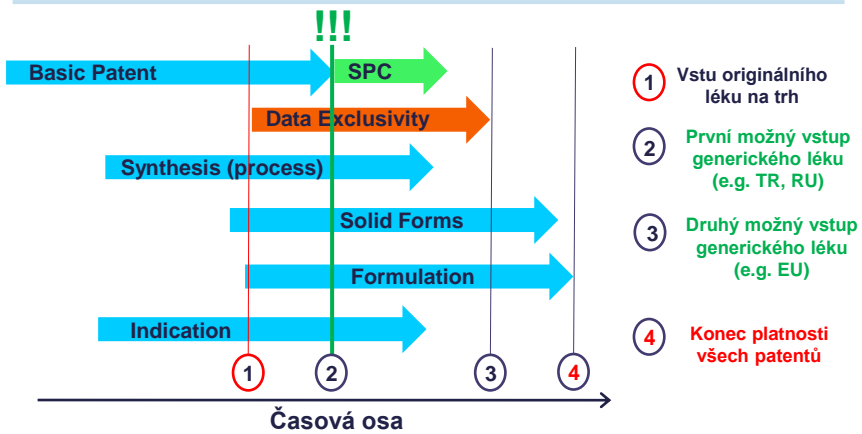 !!!
Basic Patent
SPC
Data Exclusivity
Synthesis (process)
Solid Forms
Formulation
Indication
1
2
3
4
Časová osa
1
Vstu originálního
léku na trh
2
První možný vstup
generického léku
(e.g. TR, RU)
3
Druhý možný vstup
generického léku
(e.g. EU)
4
Konec platnosti
všech patentů